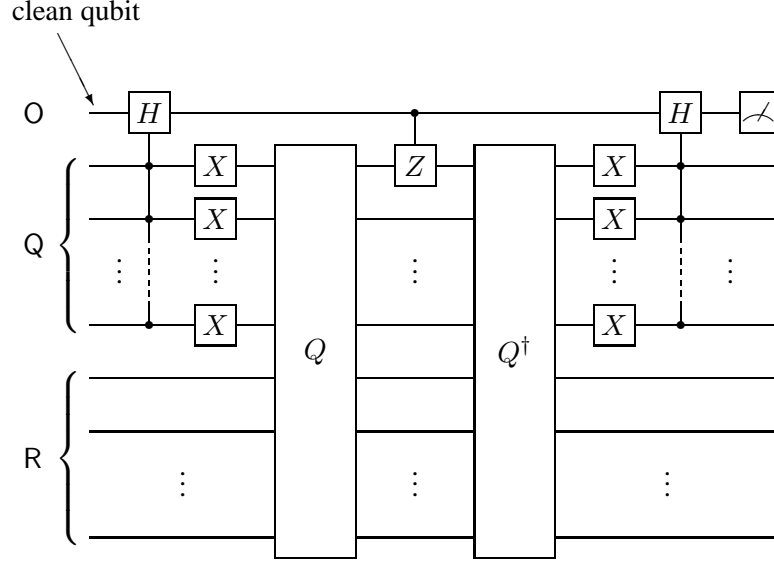 clean qubit
O H H
Z
Q X X
X X
⋮ ⋮ ⋮ ⋮ ⋮
X X
Q Q†
R
⋮ ⋮ ⋮